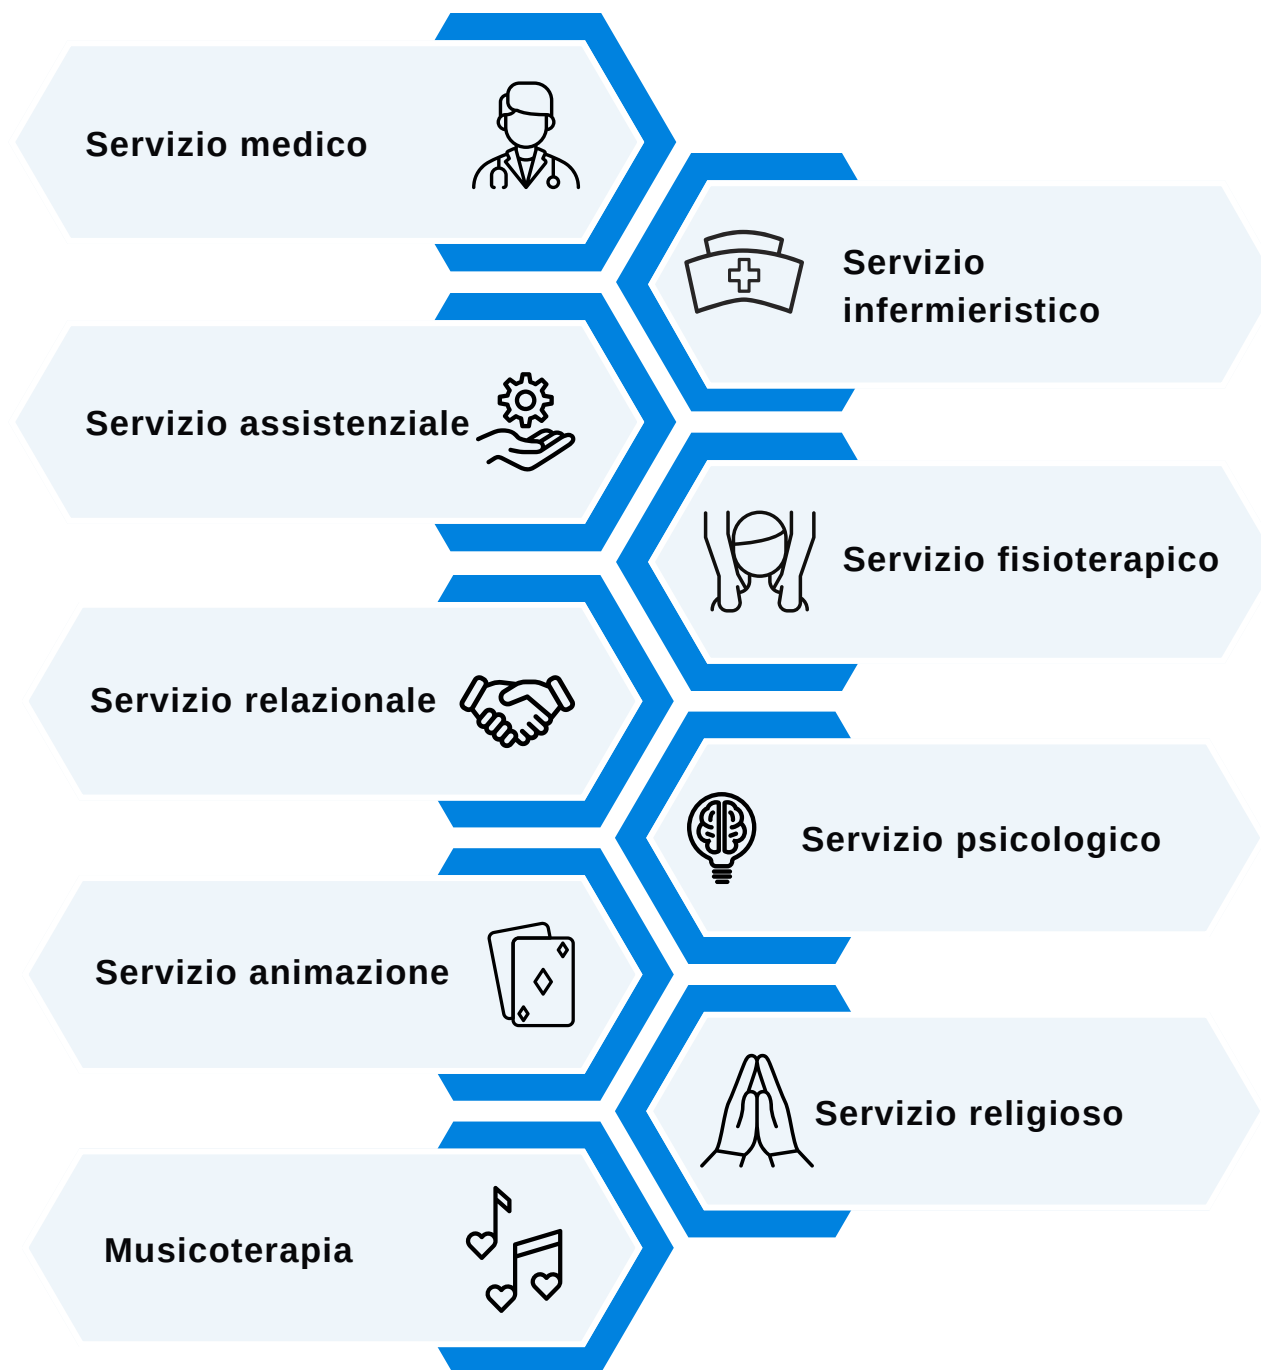 Servizio medico
Servizio
infermieristico
Servizio assistenziale
Servizio fisioterapico
Servizio relazionale
Servizio psicologico
Servizio animazione
Servizio religioso
Musicoterapia